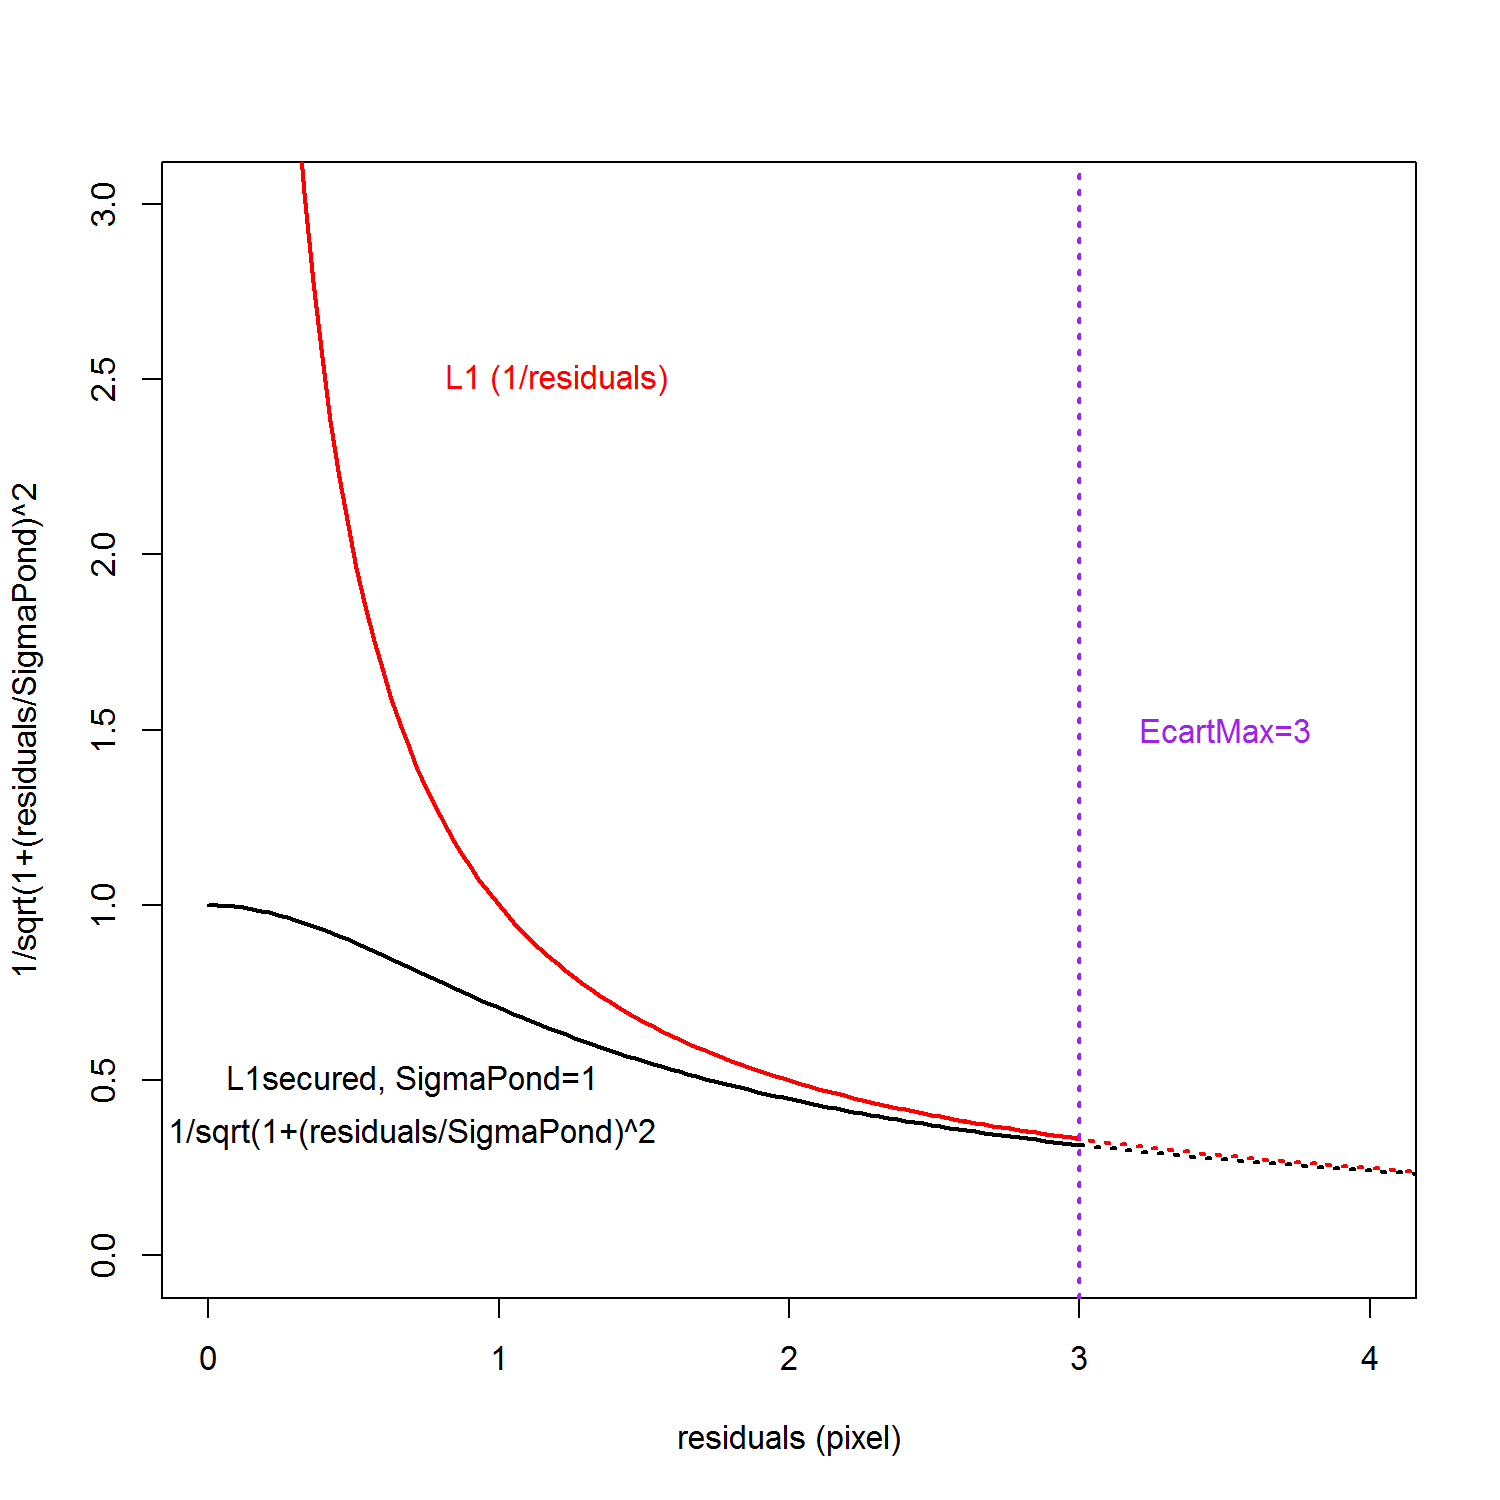 1/sqrt(1+(residuals/SigmaPond)^2
3.0
2.5
2.0
1.5
1.0
0.5
0.0
L1 (1/residuals)
EcartMax=3
L1secured, SigmaPond=1
1/sqrt(1+(residuals/SigmaPond)^2
0
1
2
3
4
residuals (pixel)